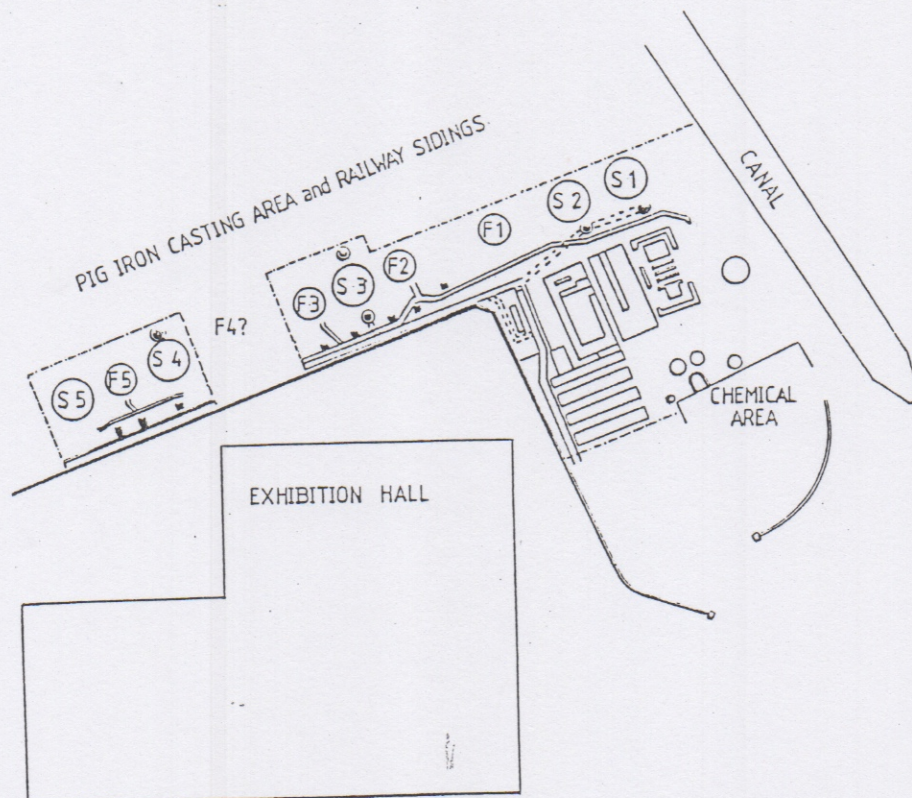 PIG IRON CASTING AREA and RAILWAY SIDINGS
CANAL
S 1
S 2
F1
F2
S 3
F3
F4?
S 4
F5
S 5
CHEMICAL
AREA
EXHIBITION HALL